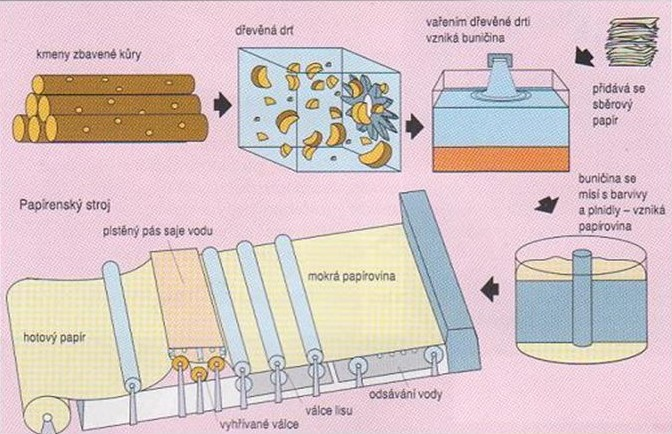 kmeny zbavené kůry
dřevěná drť
vařením dřevěné drti
vzniká buničina
přidává se
sběrový
papír
buničina se
mísí s barvivy
a plnidly – vzniká
papírovina
Papírenský stroj
plstěný pás saje vodu
mokrá papírovina
hotový papír
odsávání vody
válce lisu
vyhřívané válce